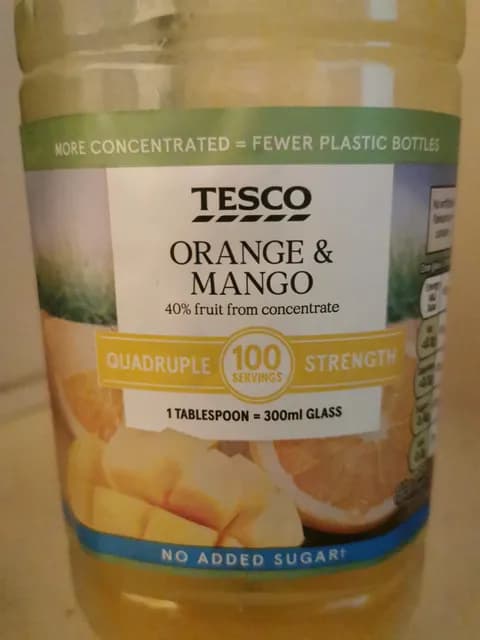 MORE CONCENTRATED = FEWER PLASTIC BOTTLES
TESCO
ORANGE &
MANGO
40% fruit from concentrate
QUADRUPLE 100 STRENGTH
SERVINGS
1 TABLESPOON = 300ml GLASS
NO ADDED SUGAR†